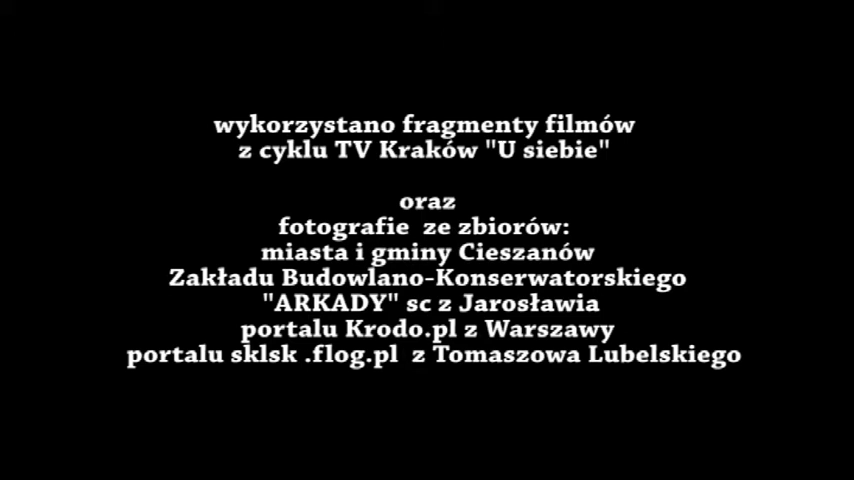 wykorzystano fragmenty filmów
z cyklu TV Kraków "U siebie"
oraz
fotografie ze zbiorów:
miasta i gminy Cieszanów
Zakładu Budowlano-Konserwatorskiego
"ARKADY" sc z Jarosławia
portalu Krodo.pl z Warszawy
portalu sklsk .flog.pl z Tomaszowa Lubelskiego